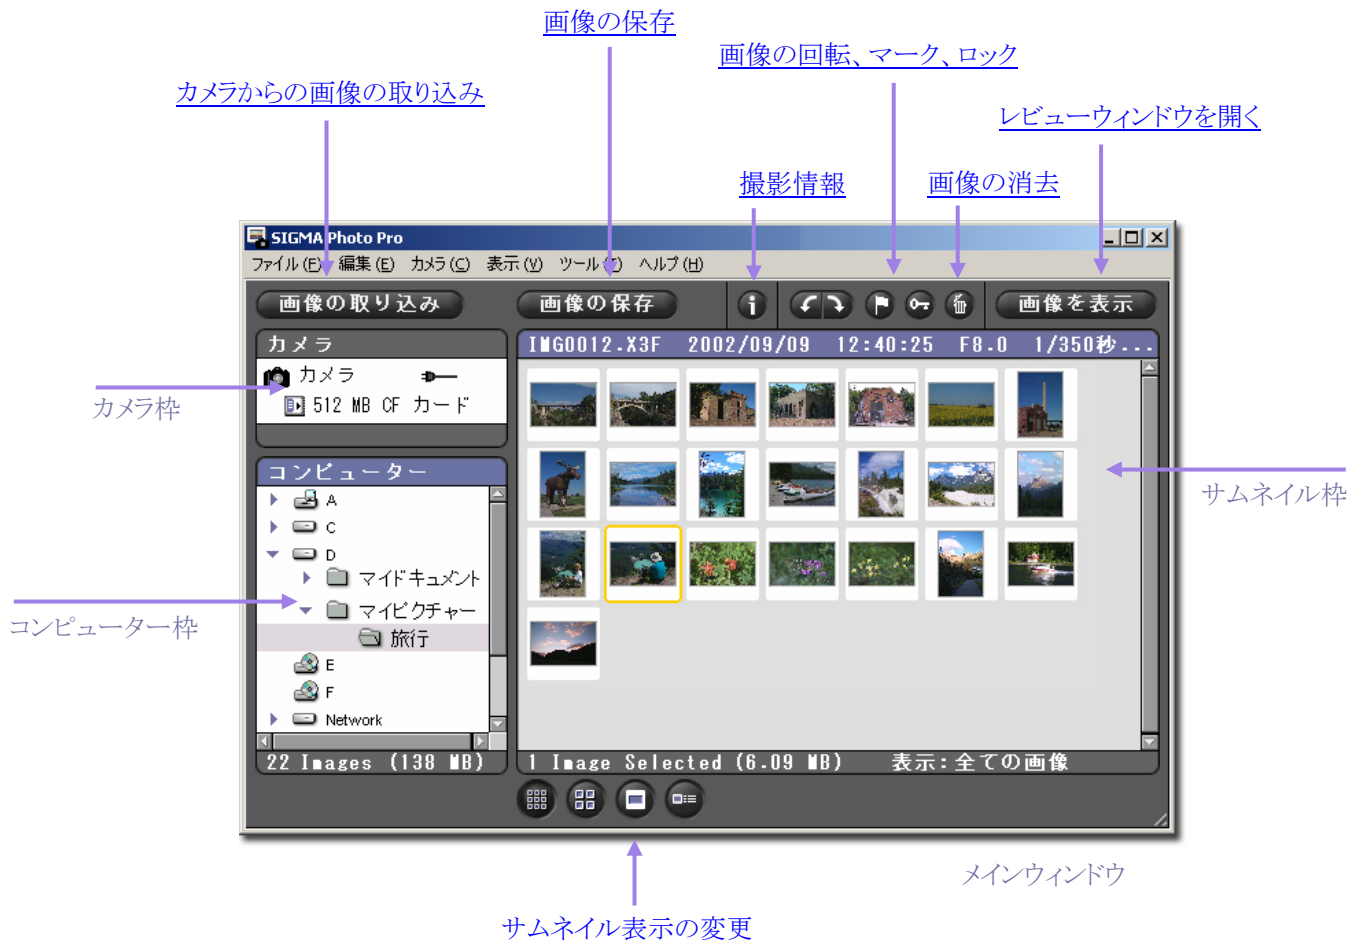 画像の保存
画像の回転、マーク、ロック
カメラからの画像の取り込み
レビューウィンドウを開く
撮影情報
画像の消去
SIGMA Photo Pro
ファイル(F) 編集(E) カメラ(C) 表示(V) ツール(T) ヘルプ(H)
画像の取り込み
画像の保存
画像を表示
カメラ
IMG0012.X3F 2002/09/09 12:40:25 F8.0 1/350秒...
カメラ
512 MB CF カード
カメラ枠
コンピューター
A
C
D
マイドキュメント
マイピクチャー
旅行
E
F
Network
サムネイル枠
コンピューター枠
22 Images (138 MB)
1 Image Selected (6.09 MB) 表示:全ての画像
メインウィンドウ
サムネイル表示の変更